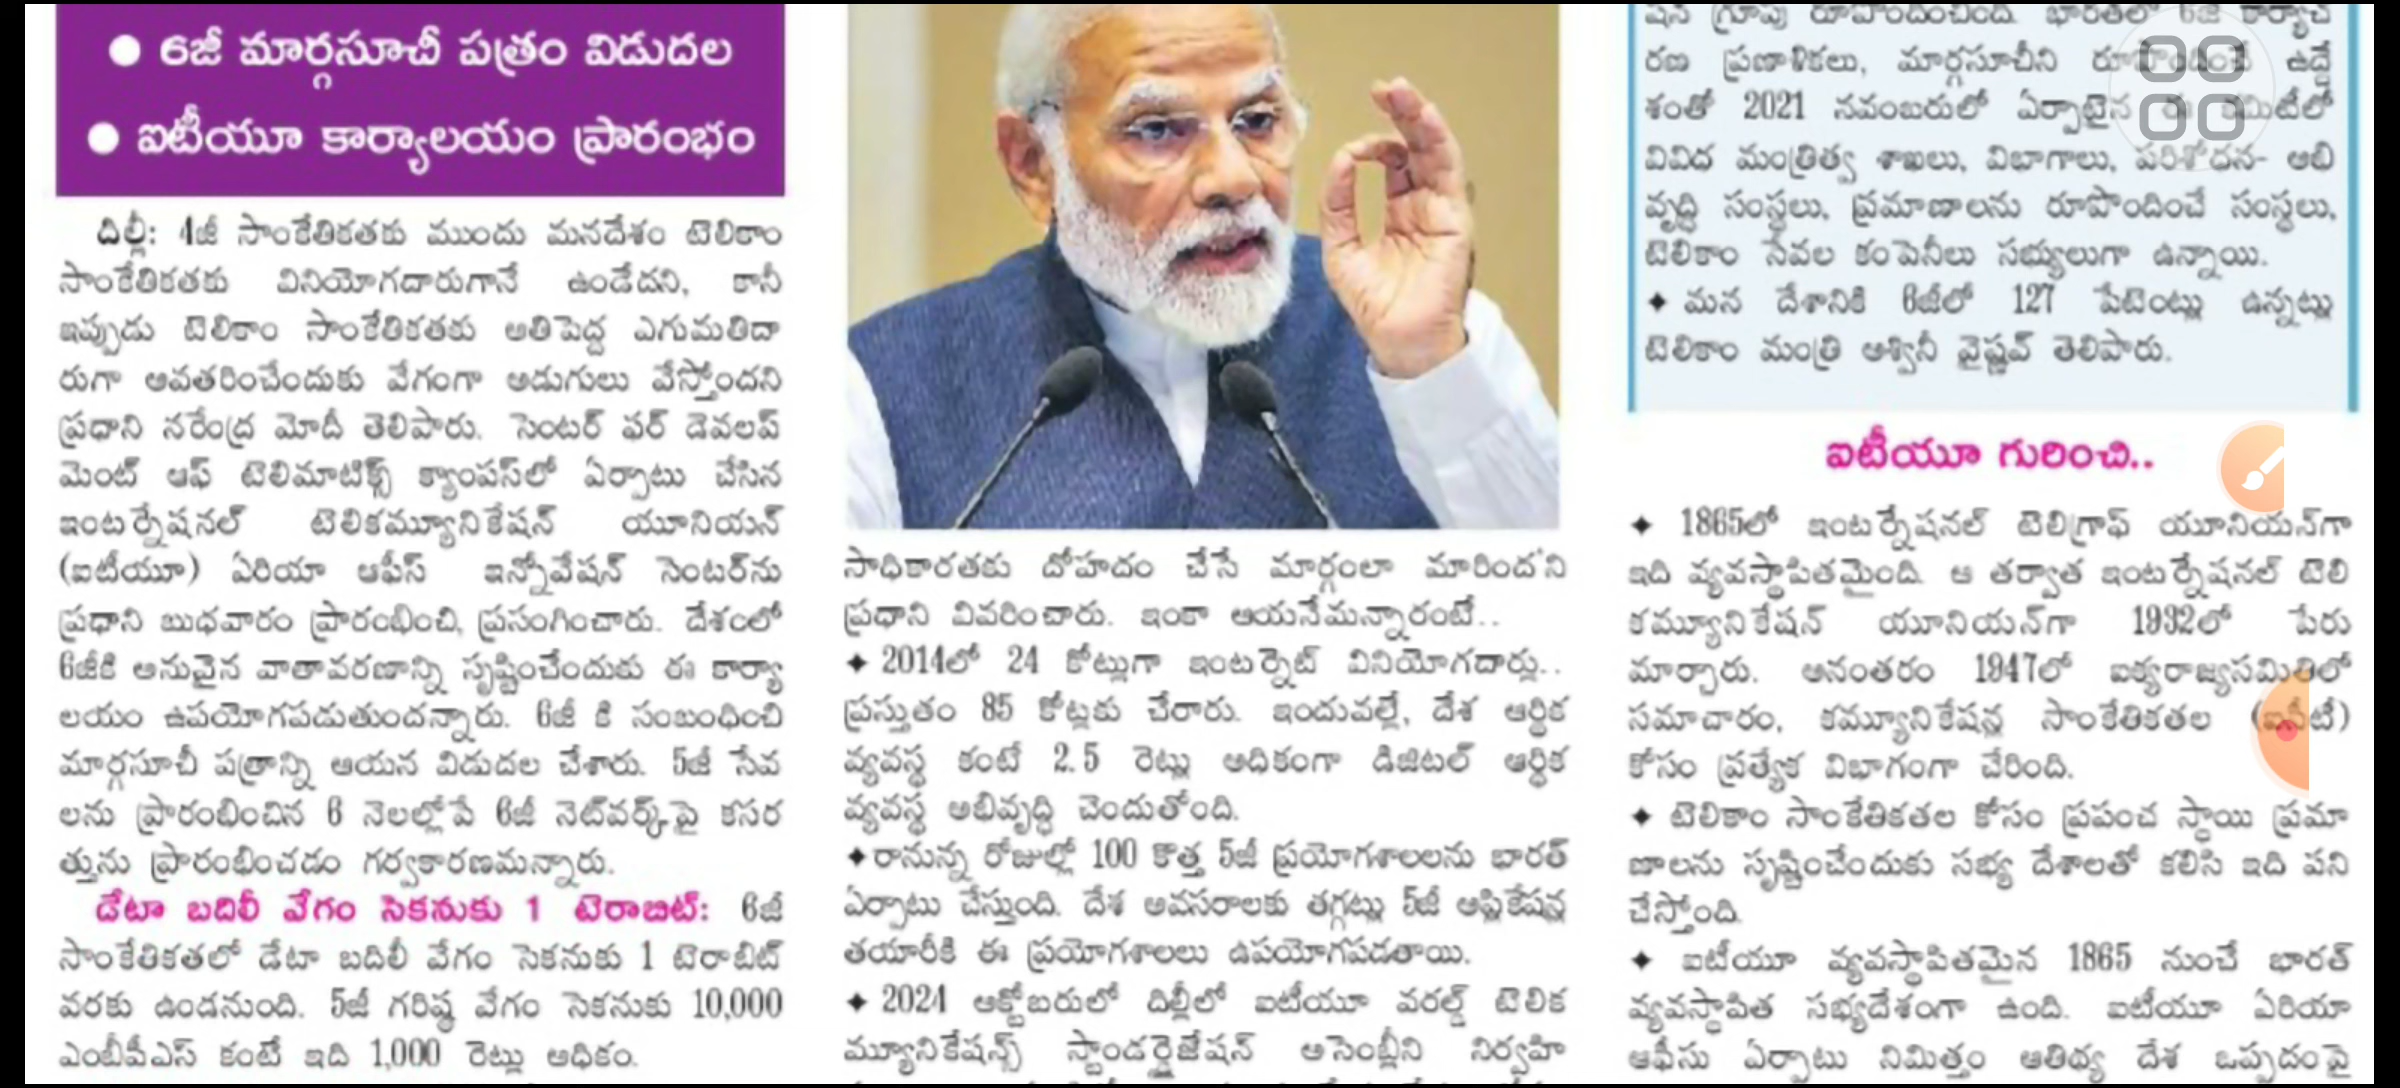 ● 6జీ మార్గసూచీ పత్రం విడుదల
● ఐటీయూ కార్యాలయం ప్రారంభం
దిల్లీ: 4జీ సాంకేతికతకు ముందు మనదేశం టెలికాం
సాంకేతికతకు వినియోగదారుగానే ఉండేదని, కానీ
ఇప్పుడు టెలికాం సాంకేతికతకు అతిపెద్ద ఎగుమతిదా
రుగా అవతరించేందుకు వేగంగా అడుగులు వేస్తోందని
ప్రధాని నరేంద్ర మోదీ తెలిపారు. సెంటర్ ఫర్ డెవలప్
మెంట్ ఆఫ్ టెలిమాటిక్స్ క్యాంపస్‌లో ఏర్పాటు చేసిన
ఇంటర్నేషనల్ టెలికమ్యూనికేషన్ యూనియన్
(ఐటీయూ) ఏరియా ఆఫీస్ ఇన్నోవేషన్ సెంటర్‌ను
ప్రధాని బుధవారం ప్రారంభించి, ప్రసంగించారు. దేశంలో
6జీకి అనువైన వాతావరణాన్ని సృష్టించేందుకు ఈ కార్యా
లయం ఉపయోగపడుతుందన్నారు. 6జీ కి సంబంధించి
మార్గసూచీ పత్రాన్ని ఆయన విడుదల చేశారు. 5జీ సేవ
లను ప్రారంభించిన 6 నెలల్లోపే 6జీ నెట్‌వర్క్‌పై కసర
త్తును ప్రారంభించడం గర్వకారణమన్నారు.
డేటా బదిలీ వేగం సెకనుకు 1 టెరాబిట్: 6జీ
సాంకేతికతలో డేటా బదిలీ వేగం సెకనుకు 1 టెరాబిట్
వరకు ఉండనుంది. 5జీ గరిష్ఠ వేగం సెకనుకు 10,000
ఎంబీపీఎస్ కంటే ఇది 1,000 రెట్లు అధికం.
సాధికారతకు దోహదం చేసే మార్గంలా మారింద'ని
ప్రధాని వివరించారు. ఇంకా ఆయనేమన్నారంటే..
✦ 2014లో 24 కోట్లుగా ఇంటర్నెట్ వినియోగదార్లు..
ప్రస్తుతం 85 కోట్లకు చేరారు. ఇందువల్లే, దేశ ఆర్థిక
వ్యవస్థ కంటే 2.5 రెట్లు అధికంగా డిజిటల్ ఆర్థిక
వ్యవస్థ అభివృద్ధి చెందుతోంది.
✦రానున్న రోజుల్లో 100 కొత్త 5జీ ప్రయోగశాలలను భారత్
ఏర్పాటు చేస్తుంది. దేశ అవసరాలకు తగ్గట్లు 5జీ అప్లికేషన్ల
తయారీకి ఈ ప్రయోగశాలలు ఉపయోగపడతాయి.
✦ 2024 ఆక్టోబరులో దిల్లీలో ఐటీయూ వరల్డ్ టెలిక
మ్యూనికేషన్స్ స్టాండర్డైజేషన్ అసెంబ్లీని నిర్వహి
షన్ గ్రూపు రూపొందించింది. భారత్‌లో 6జీ కార్యాచ
రణ ప్రణాళికలు, మార్గసూచీని రూపొందించే ఉద్దే
శంతో 2021 నవంబరులో ఏర్పాటైన ఈ కమిటీలో
వివిధ మంత్రిత్వ శాఖలు, విభాగాలు, పరిశోధన- అభి
వృద్ధి సంస్థలు, ప్రమాణాలను రూపొందించే సంస్థలు,
టెలికాం సేవల కంపెనీలు సభ్యులుగా ఉన్నాయి.
✦ మన దేశానికి 6జీలో 127 పేటెంట్లు ఉన్నట్లు
టెలికాం మంత్రి అశ్వినీ వైష్ణవ్ తెలిపారు.
ఐటీయూ గురించి..
✦ 1865లో ఇంటర్నేషనల్ టెలిగ్రాఫ్ యూనియన్‌గా
ఇది వ్యవస్థాపితమైంది. ఆ తర్వాత ఇంటర్నేషనల్ టెలి
కమ్యూనికేషన్ యూనియన్‌గా 1932లో పేరు
మార్చారు. అనంతరం 1947లో ఐక్యరాజ్యసమితిలో
సమాచారం, కమ్యూనికేషన్ల సాంకేతికతల (ఐసీటీ)
కోసం ప్రత్యేక విభాగంగా చేరింది.
✦ టెలికాం సాంకేతికతల కోసం ప్రపంచ స్థాయి ప్రమా
ణాలను సృష్టించేందుకు సభ్య దేశాలతో కలిసి ఇది పని
చేస్తోంది.
✦ ఐటీయూ వ్యవస్థాపితమైన 1865 నుంచే భారత్
వ్యవస్థాపిత సభ్యదేశంగా ఉంది. ఐటీయూ ఏరియా
ఆఫీసు ఏర్పాటు నిమిత్తం ఆతిథ్య దేశ ఒప్పదంపై